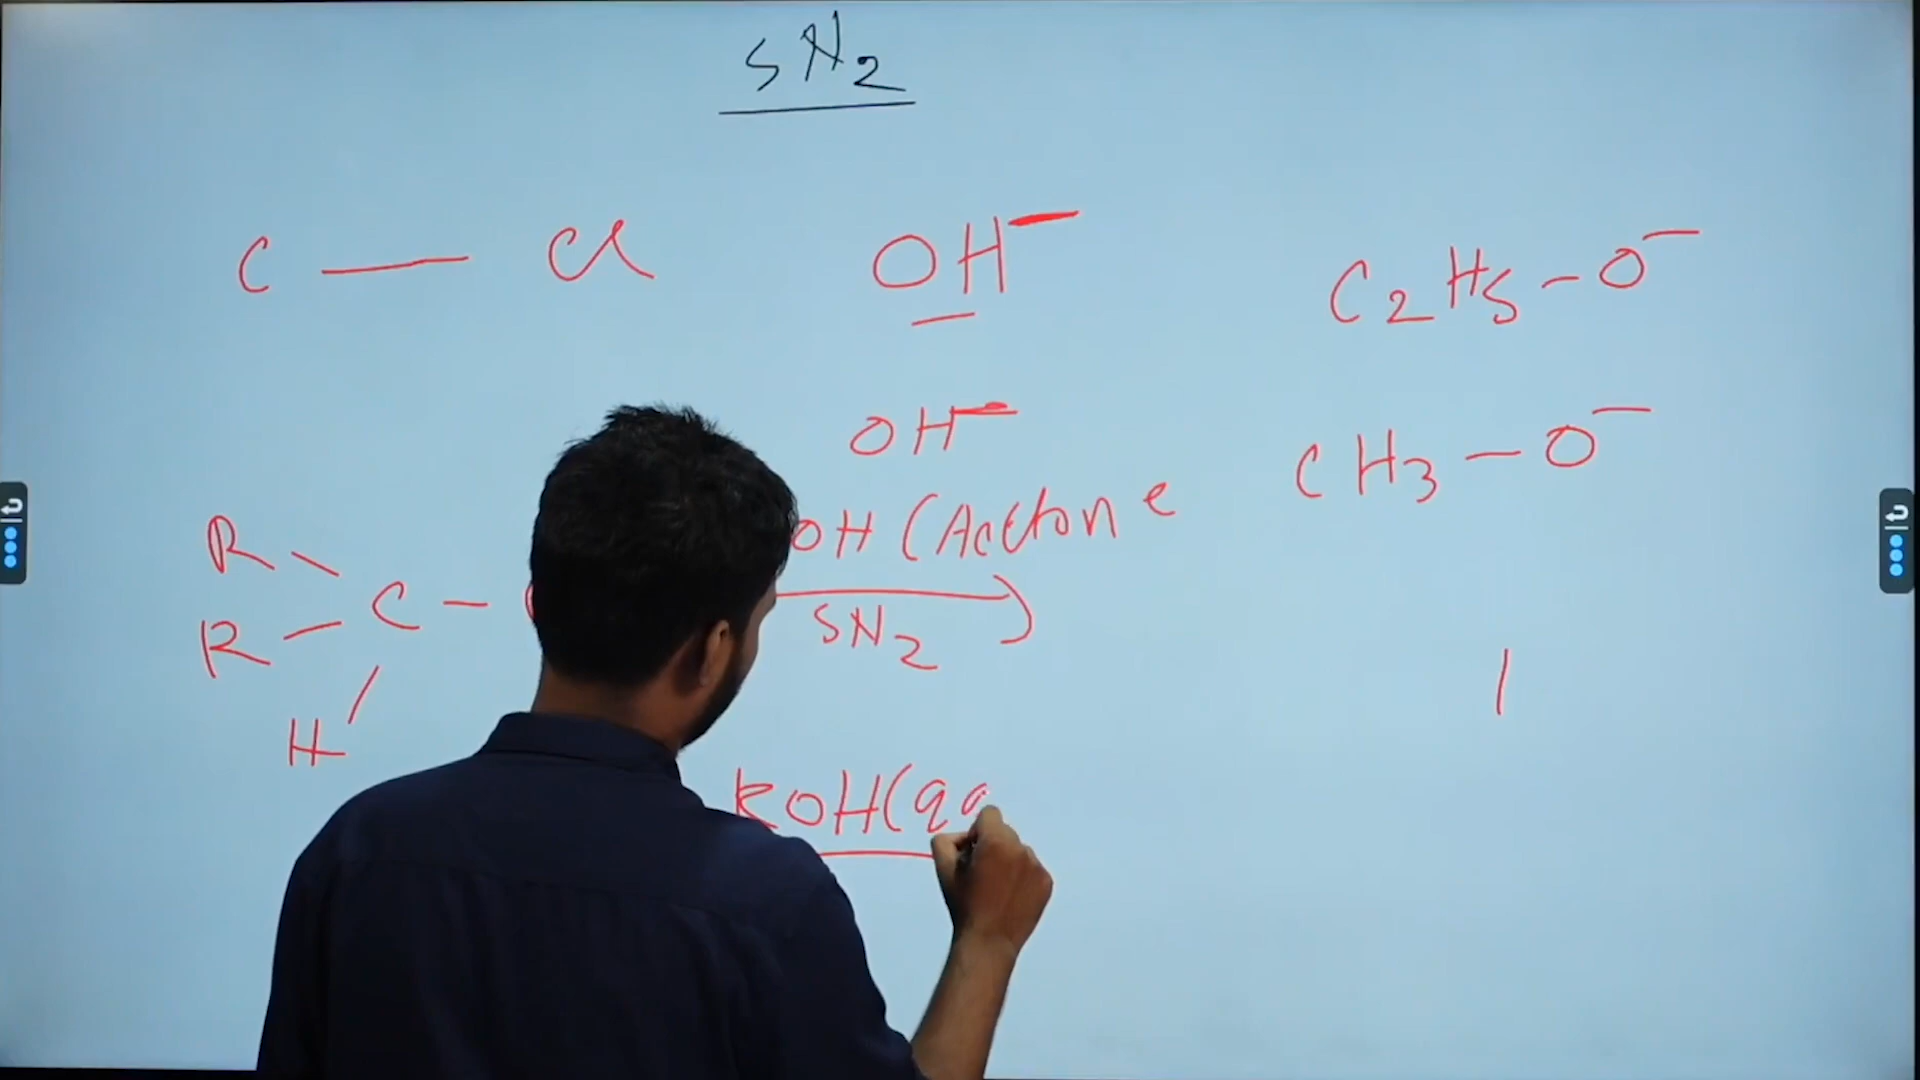 SN2
C — Cl OH⁻ C2H5-O⁻
OH⁻
CH3-O⁻
OH (Acetone
R
C -
SN2 )
R
H
KOH(aq